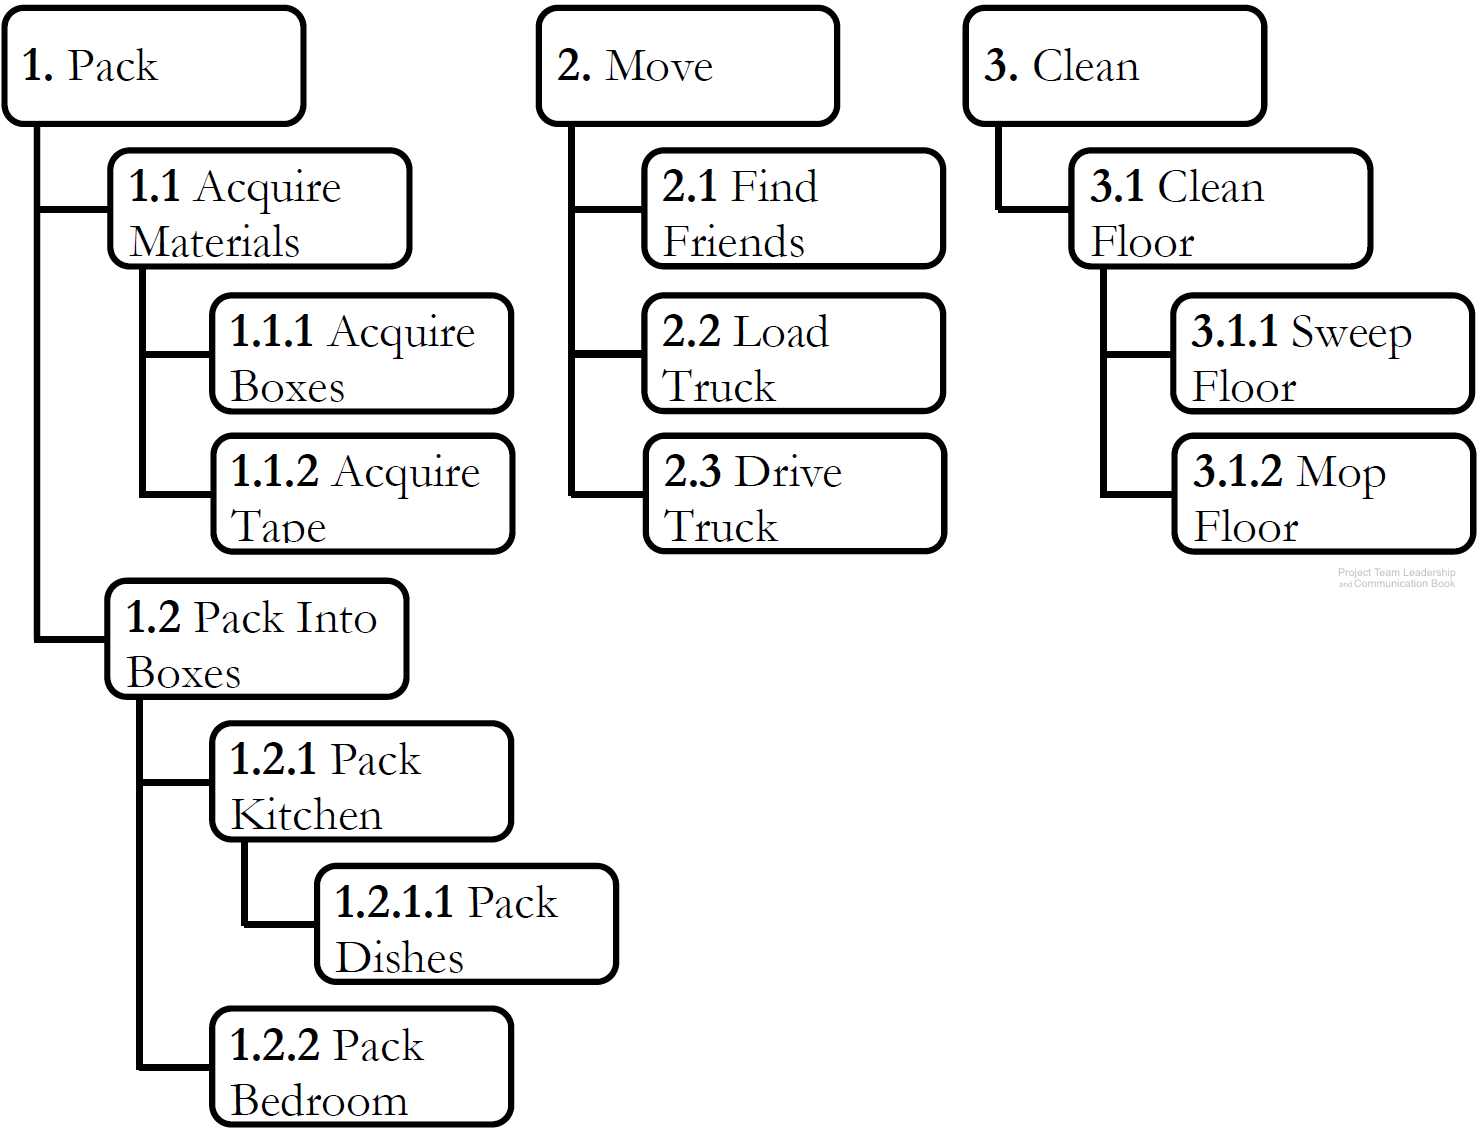 1. Pack
1.1 Acquire
Materials
1.1.1 Acquire
Boxes
1.1.2 Acquire
Tape
1.2 Pack Into
Boxes
1.2.1 Pack
Kitchen
1.2.1.1 Pack
Dishes
1.2.2 Pack
Bedroom
2. Move
2.1 Find
Friends
2.2 Load
Truck
2.3 Drive
Truck
3. Clean
3.1 Clean
Floor
3.1.1 Sweep
Floor
3.1.2 Mop
Floor
Project Team Leadership
and Communication Book